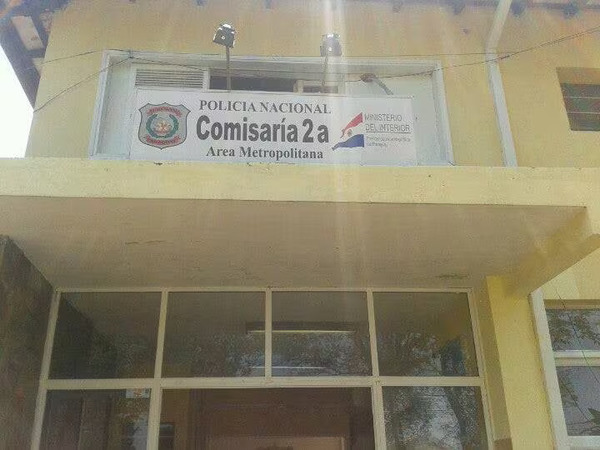 POLICIA NACIONAL
Comisaría 2a
Area Metropolitana
MINISTERIO
DEL INTERIOR